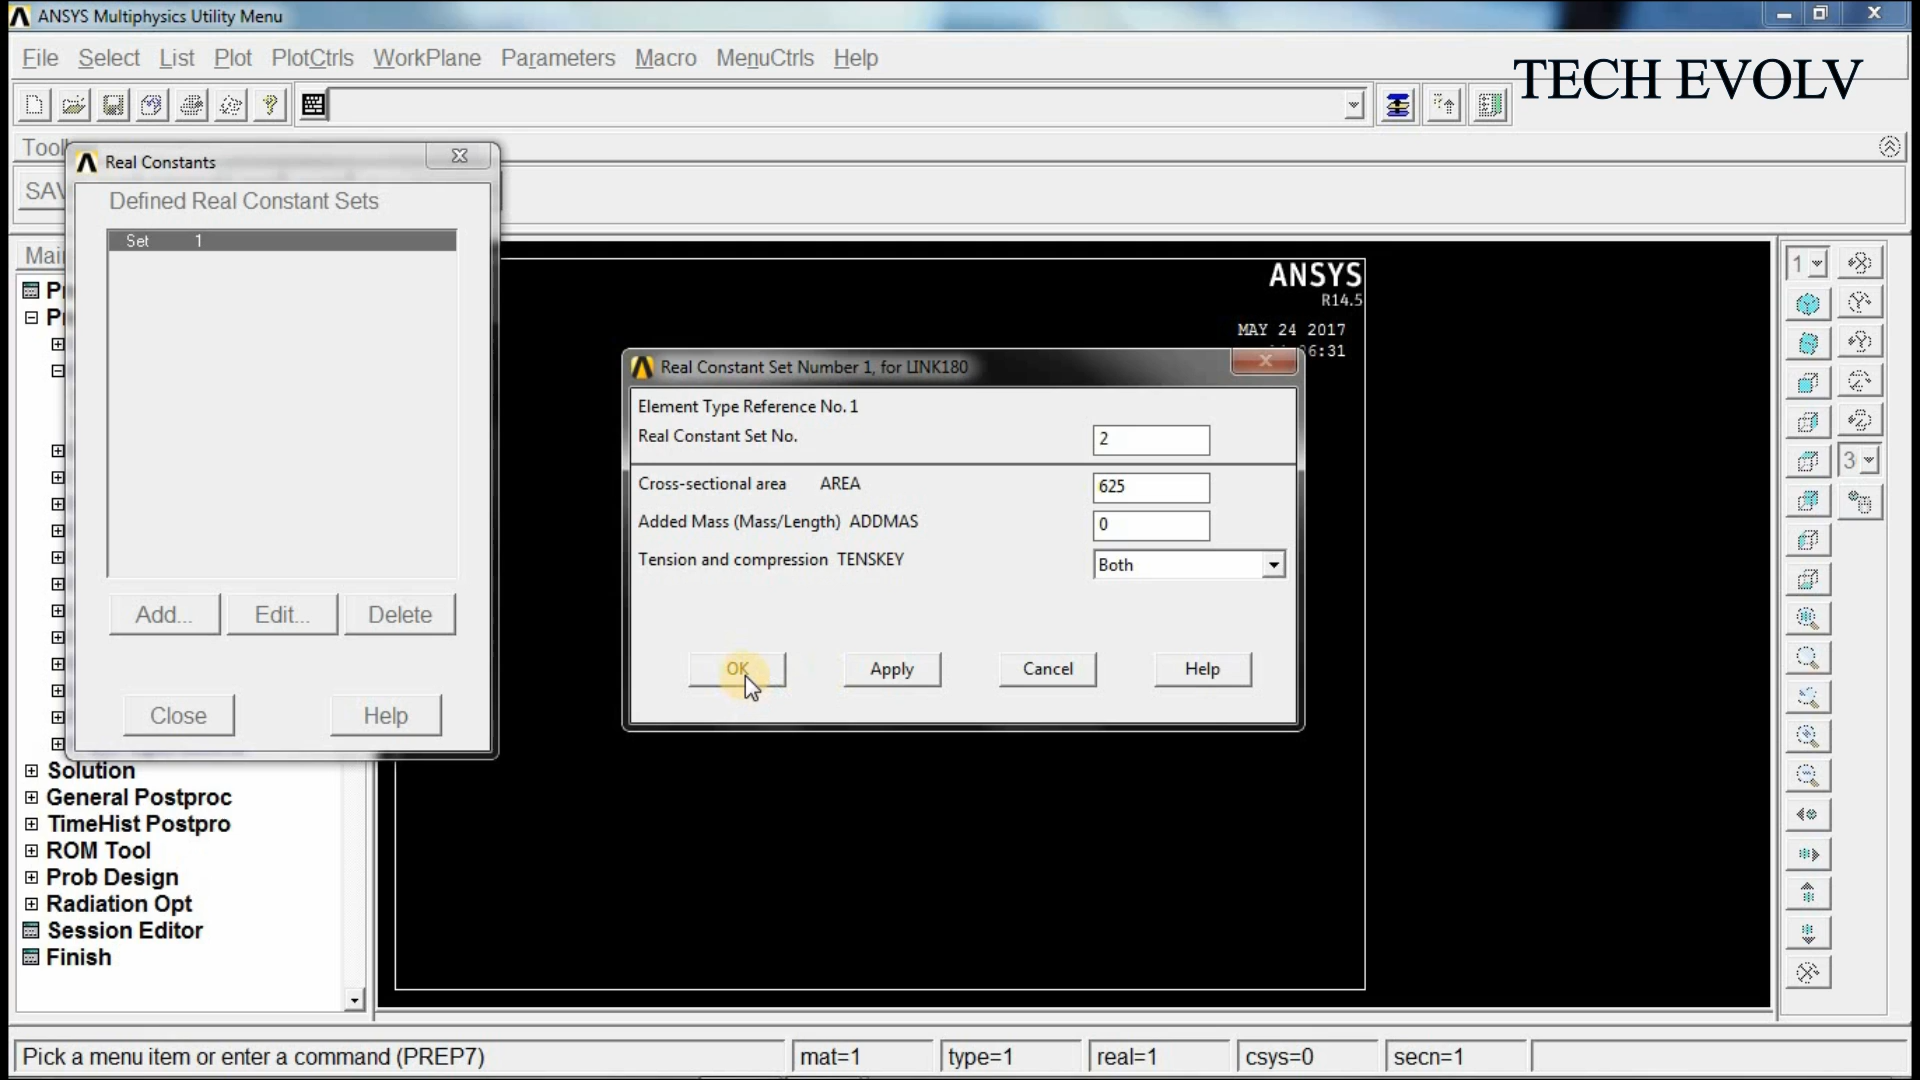 ANSYS Multiphysics Utility Menu
File Select List Plot PlotCtrls WorkPlane Parameters Macro MenuCtrls Help
TECH EVOLV
Real Constants
Defined Real Constant Sets
Set 1
Add... Edit... Delete
Close Help
Solution
General Postproc
TimeHist Postpro
ROM Tool
Prob Design
Radiation Opt
Session Editor
Finish
ANSYS
R14.5
MAY 24 2017
6:31
Real Constant Set Number 1, for LINK180
Element Type Reference No. 1
Real Constant Set No. 2
Cross-sectional area AREA 625
Added Mass (Mass/Length) ADDMAS 0
Tension and compression TENSKEY Both
OK Apply Cancel Help
1
3
Pick a menu item or enter a command (PREP7) mat=1 type=1 real=1 csys=0 secn=1